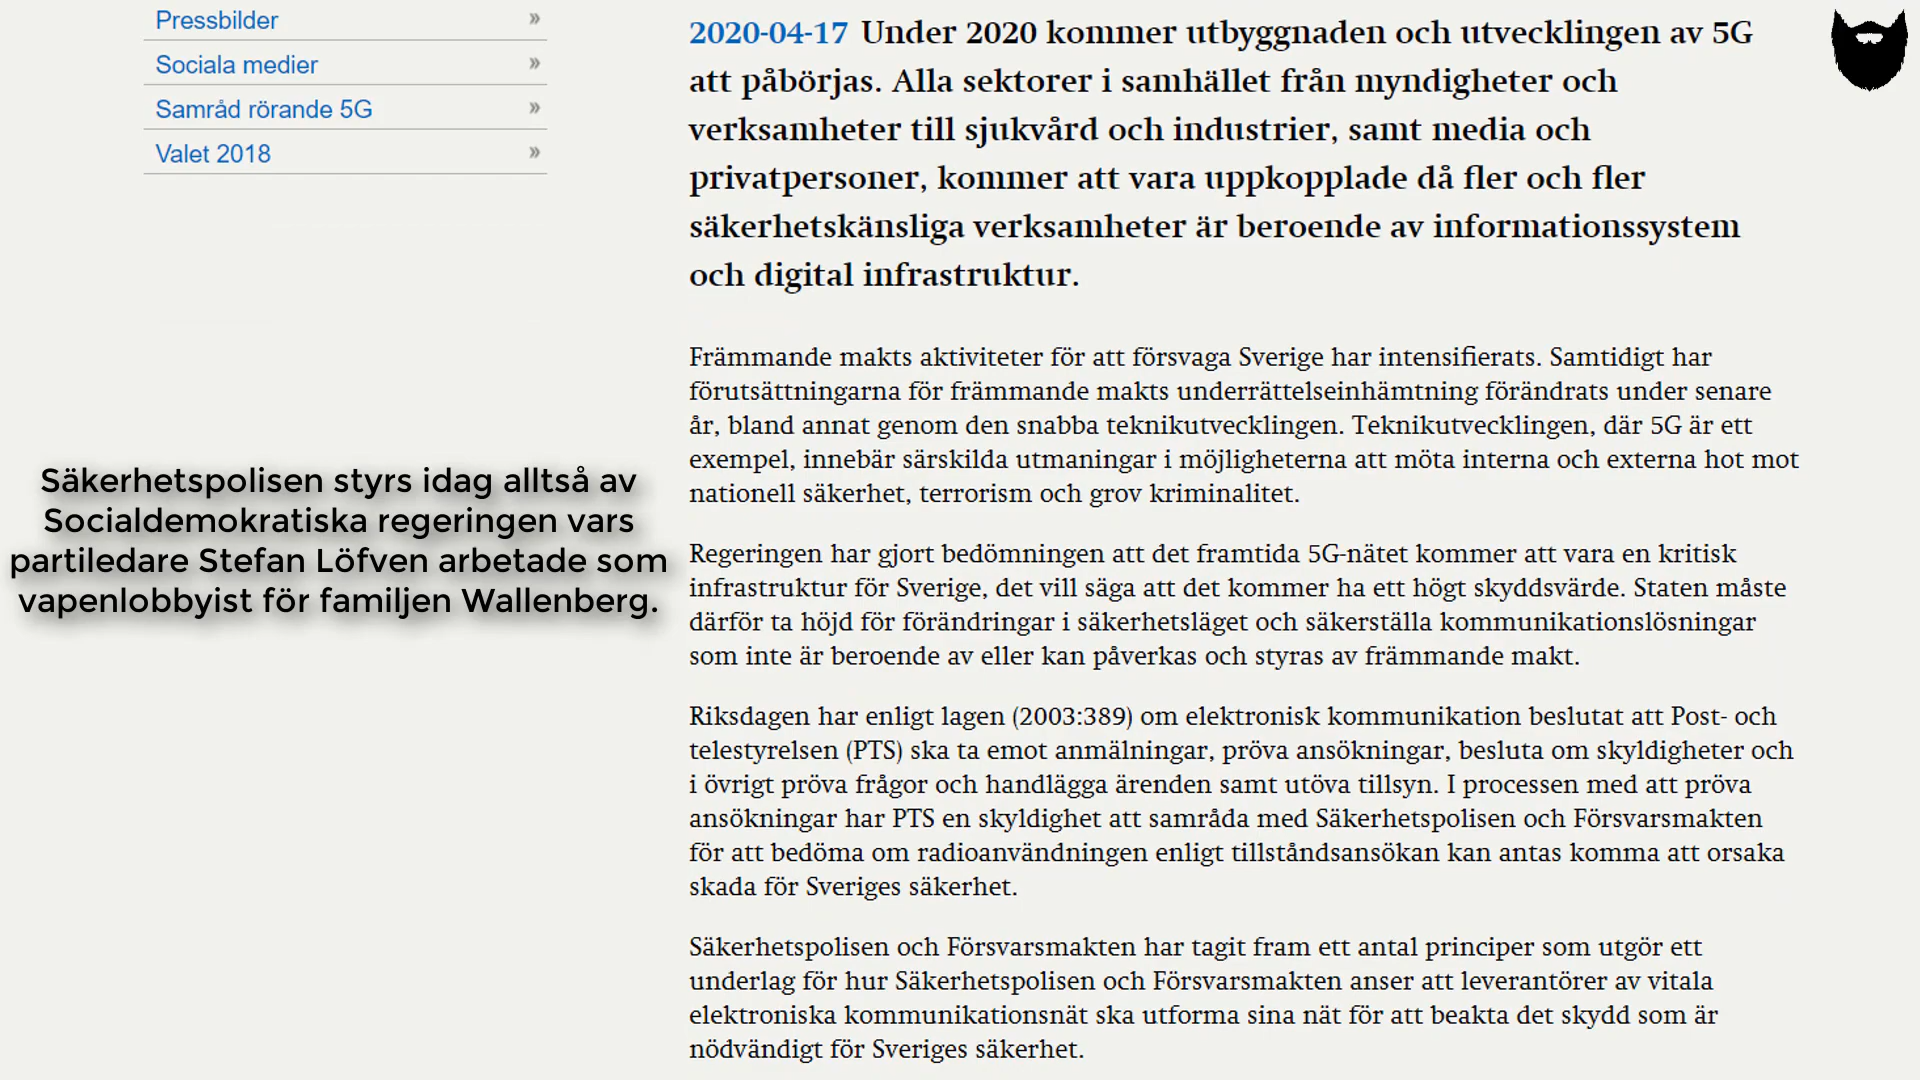 Pressbilder »
Sociala medier »
Samråd rörande 5G »
Valet 2018 »
Säkerhetspolisen styrs idag alltså av
Socialdemokratiska regeringen vars
partiledare Stefan Löfven arbetade som
vapenlobbyist för familjen Wallenberg.
2020-04-17 Under 2020 kommer utbyggnaden och utvecklingen av 5G
att påbörjas. Alla sektorer i samhället från myndigheter och
verksamheter till sjukvård och industrier, samt media och
privatpersoner, kommer att vara uppkopplade då fler och fler
säkerhetskänsliga verksamheter är beroende av informationssystem
och digital infrastruktur.
Främmande makts aktiviteter för att försvaga Sverige har intensifierats. Samtidigt har
förutsättningarna för främmande makts underrättelseinhämtning förändrats under senare
år, bland annat genom den snabba teknikutvecklingen. Teknikutvecklingen, där 5G är ett
exempel, innebär särskilda utmaningar i möjligheterna att möta interna och externa hot mot
nationell säkerhet, terrorism och grov kriminalitet.
Regeringen har gjort bedömningen att det framtida 5G-nätet kommer att vara en kritisk
infrastruktur för Sverige, det vill säga att det kommer ha ett högt skyddsvärde. Staten måste
därför ta höjd för förändringar i säkerhetsläget och säkerställa kommunikationslösningar
som inte är beroende av eller kan påverkas och styras av främmande makt.
Riksdagen har enligt lagen (2003:389) om elektronisk kommunikation beslutat att Post- och
telestyrelsen (PTS) ska ta emot anmälningar, pröva ansökningar, besluta om skyldigheter och
i övrigt pröva frågor och handlägga ärenden samt utöva tillsyn. I processen med att pröva
ansökningar har PTS en skyldighet att samråda med Säkerhetspolisen och Försvarsmakten
för att bedöma om radioanvändningen enligt tillståndsansökan kan antas komma att orsaka
skada för Sveriges säkerhet.
Säkerhetspolisen och Försvarsmakten har tagit fram ett antal principer som utgör ett
underlag för hur Säkerhetspolisen och Försvarsmakten anser att leverantörer av vitala
elektroniska kommunikationsnät ska utforma sina nät för att beakta det skydd som är
nödvändigt för Sveriges säkerhet.